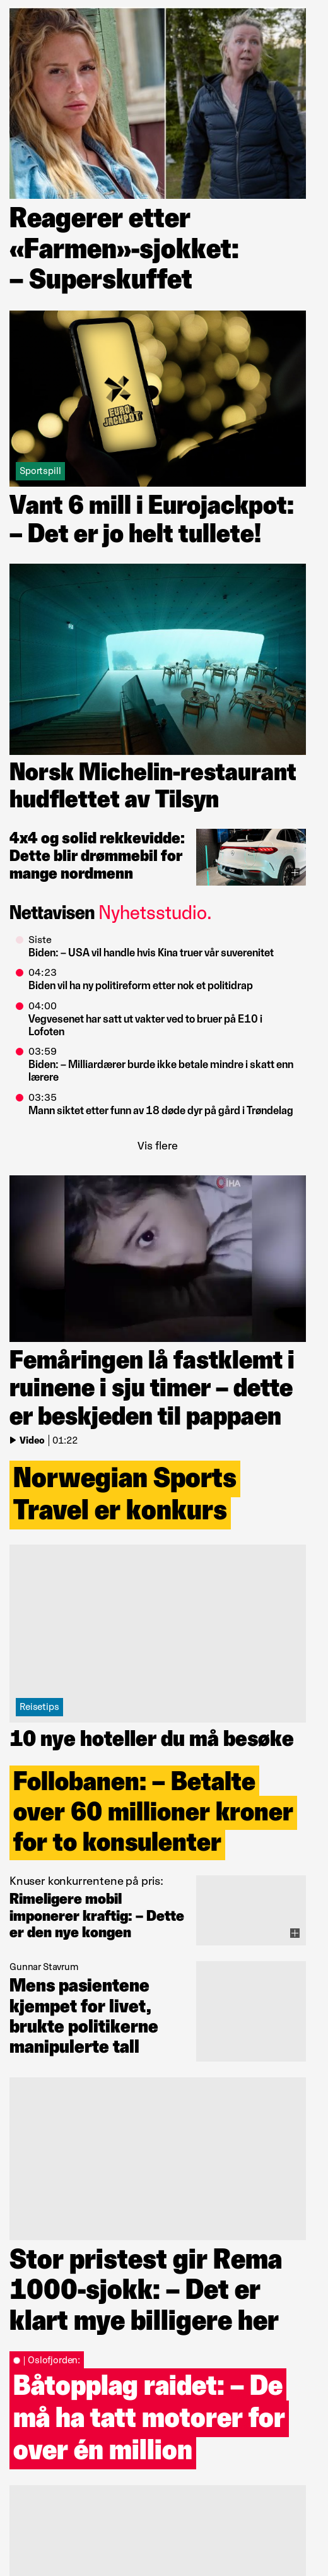 Reagerer etter
«Farmen»-sjokket:
– Superskuffet
EURO
JACKPOT
Sportspill
Vant 6 mill i Eurojackpot:
– Det er jo helt tullete!
Norsk Michelin-restaurant
hudflettet av Tilsyn
4x4 og solid rekkevidde:
Dette blir drømmebil for
mange nordmenn
Nettavisen Nyhetsstudio.
Siste
Biden: – USA vil handle hvis Kina truer vår suverenitet
04:23
Biden vil ha ny politireform etter nok et politidrap
04:00
Vegvesenet har satt ut vakter ved to bruer på E10 i
Lofoten
03:59
Biden: – Milliardærer burde ikke betale mindre i skatt enn
lærere
03:35
Mann siktet etter funn av 18 døde dyr på gård i Trøndelag
Vis flere
IHA
Femåringen lå fastklemt i
ruinene i sju timer – dette
er beskjeden til pappaen
Video | 01:22
Norwegian Sports
Travel er konkurs
Reisetips
10 nye hoteller du må besøke
Follobanen: – Betalte
over 60 millioner kroner
for to konsulenter
Knuser konkurrentene på pris:
Rimeligere mobil
imponerer kraftig: – Dette
er den nye kongen
Gunnar Stavrum
Mens pasientene
kjempet for livet,
brukte politikerne
manipulerte tall
Stor pristest gir Rema
1000-sjokk: – Det er
klart mye billigere her
| Oslofjorden:
Båtopplag raidet: – De
må ha tatt motorer for
over én million